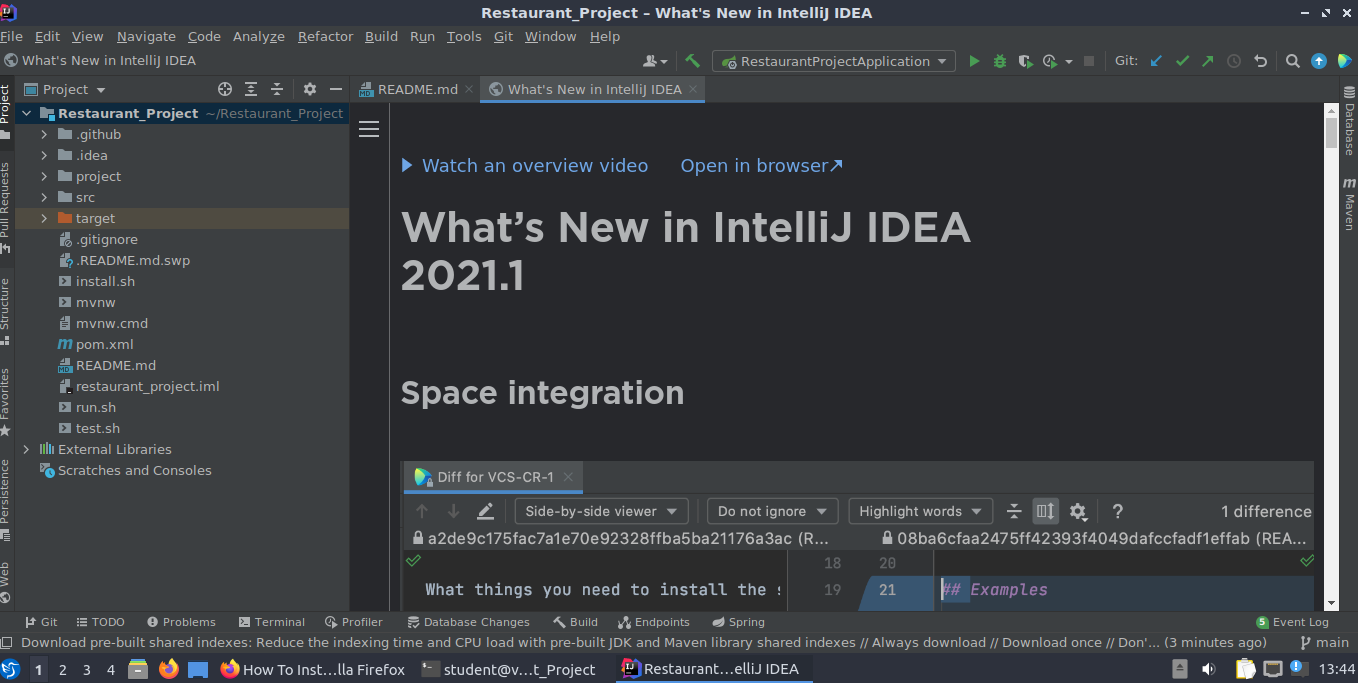 Restaurant_Project – What's New in IntelliJ IDEA
File Edit View Navigate Code Analyze Refactor Build Run Tools Git Window Help
What's New in IntelliJ IDEA
RestaurantProjectApplication
Git:
Project
README.md
What's New in IntelliJ IDEA
Restaurant_Project ~/Restaurant_Project
.github
.idea
project
src
target
.gitignore
.README.md.swp
install.sh
mvnw
mvnw.cmd
pom.xml
README.md
restaurant_project.iml
run.sh
test.sh
External Libraries
Scratches and Consoles
Project
Pull Requests
Structure
Favorites
Persistence
Web
Watch an overview video Open in browser↗
What's New in IntelliJ IDEA
2021.1
Space integration
Diff for VCS-CR-1
Side-by-side viewer Do not ignore Highlight words ? 1 difference
a2de9c175fac7a1e70e92328ffba5ba21176a3ac (R... 08ba6cfaa2475ff42393f4049dafccfadf1effab (REA...
18 20
What things you need to install the s 19 21 ## Examples
Database
Maven
Git TODO Problems Terminal Profiler Database Changes Build Endpoints Spring 5 Event Log
Download pre-built shared indexes: Reduce the indexing time and CPU load with pre-built JDK and Maven library shared indexes // Always download // Download once // Don'... (3 minutes ago) main
1 2 3 4 How To Inst...lla Firefox student@v...t_Project Restaurant...elliJ IDEA 13:44